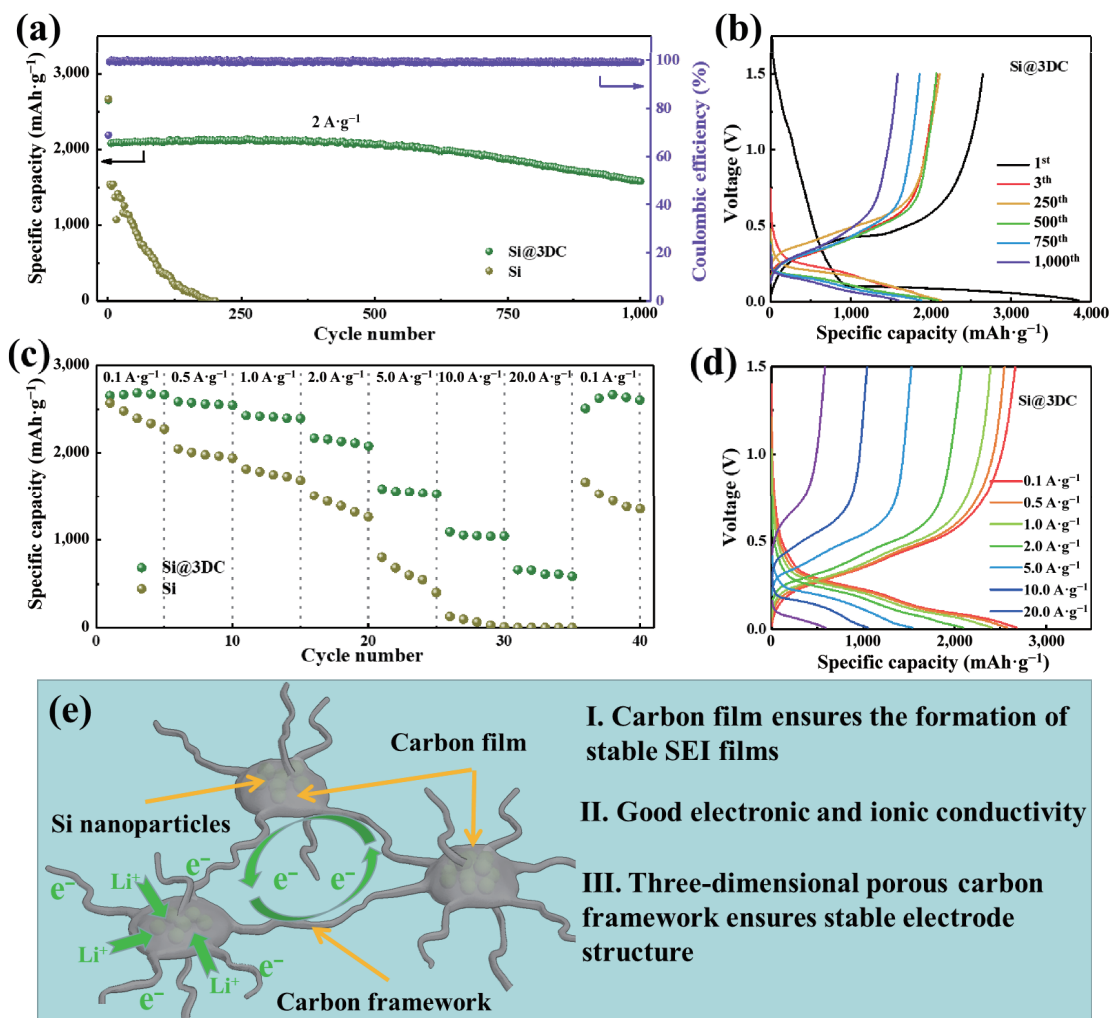 (a)
3,000
2,000
1,000
0
Specific capacity (mAh·g⁻¹)
2 A·g⁻¹
Si@3DC
Si
0
250
500
750
1,000
Cycle number
100
80
60
40
20
0
Coulombic efficiency (%)
(b)
Si@3DC
1.5
1.0
0.5
0.0
Voltage (V)
1ˢᵗ
3ᵗʰ
250ᵗʰ
500ᵗʰ
750ᵗʰ
1,000ᵗʰ
0
1,000
2,000
3,000
4,000
Specific capacity (mAh·g⁻¹)
(c)
3,000
2,000
1,000
0
Specific capacity (mAh·g⁻¹)
0.1 A·g⁻¹
0.5 A·g⁻¹
1.0 A·g⁻¹
2.0 A·g⁻¹
5.0 A·g⁻¹
10.0 A·g⁻¹
20.0 A·g⁻¹
0.1 A·g⁻¹
Si@3DC
Si
0
10
20
30
40
Cycle number
(d)
Si@3DC
1.5
1.0
0.5
0.0
Voltage (V)
0.1 A·g⁻¹
0.5 A·g⁻¹
1.0 A·g⁻¹
2.0 A·g⁻¹
5.0 A·g⁻¹
10.0 A·g⁻¹
20.0 A·g⁻¹
0
1,000
2,000
3,000
Specific capacity (mAh·g⁻¹)
(e)
Carbon film
Si nanoparticles
e⁻
e⁻
e⁻
e⁻
e⁻
e⁻
Li⁺
Li⁺
Li⁺
Carbon framework
I. Carbon film ensures the formation of
stable SEI films
II. Good electronic and ionic conductivity
III. Three-dimensional porous carbon
framework ensures stable electrode
structure